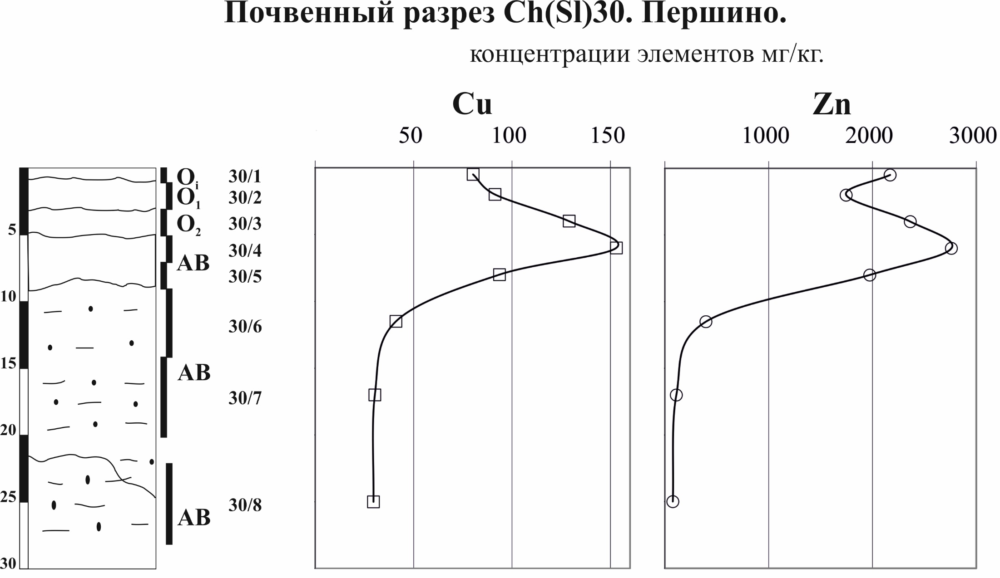 Почвенный разрез Ch(Sl)30. Першино.
концентрации элементов мг/кг.
Cu Zn
50 100 150 1000 2000 3000
Oi 30/1
O1 30/2
O2 30/3
5
30/4
AB
30/5
10
30/6
15
AB
30/7
20
25
30/8
AB
30